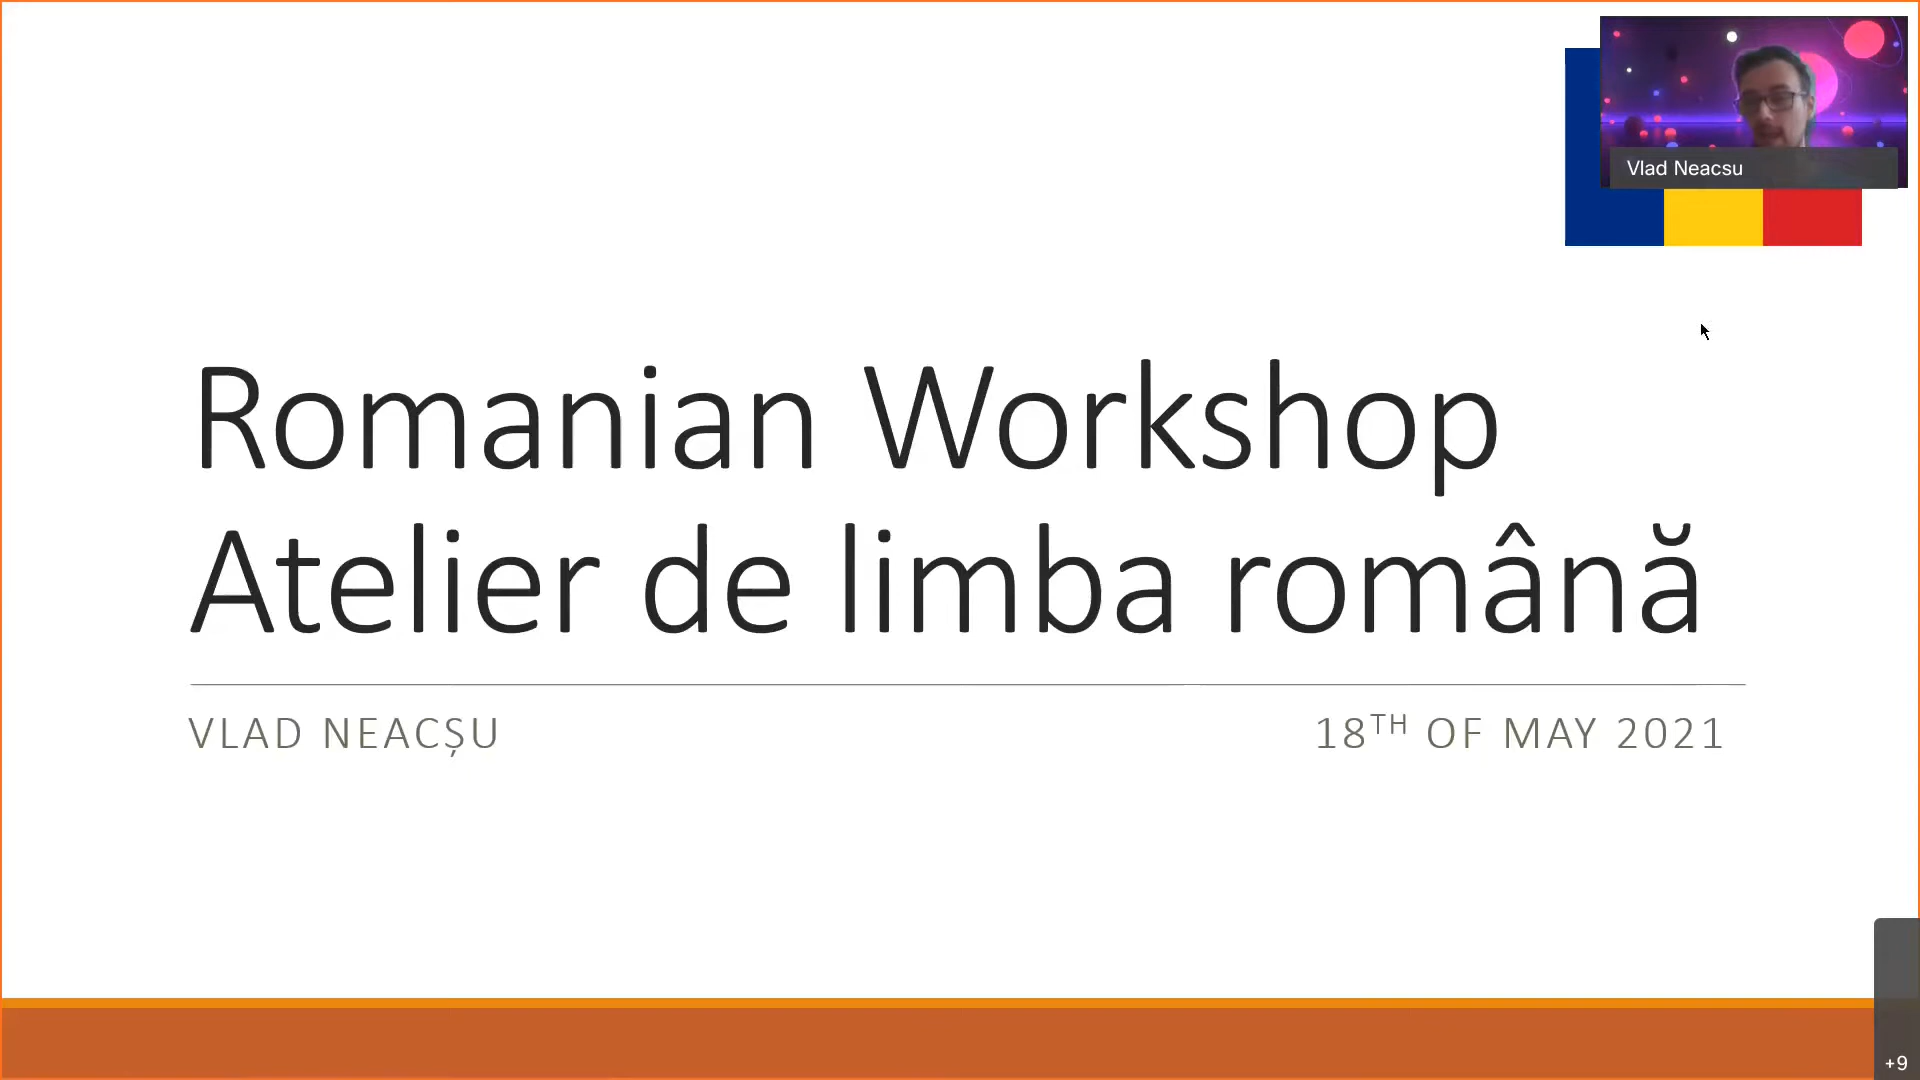 Vlad Neacsu
Romanian Workshop
Atelier de limba română
VLAD NEACȘU
18TH OF MAY 2021
+9